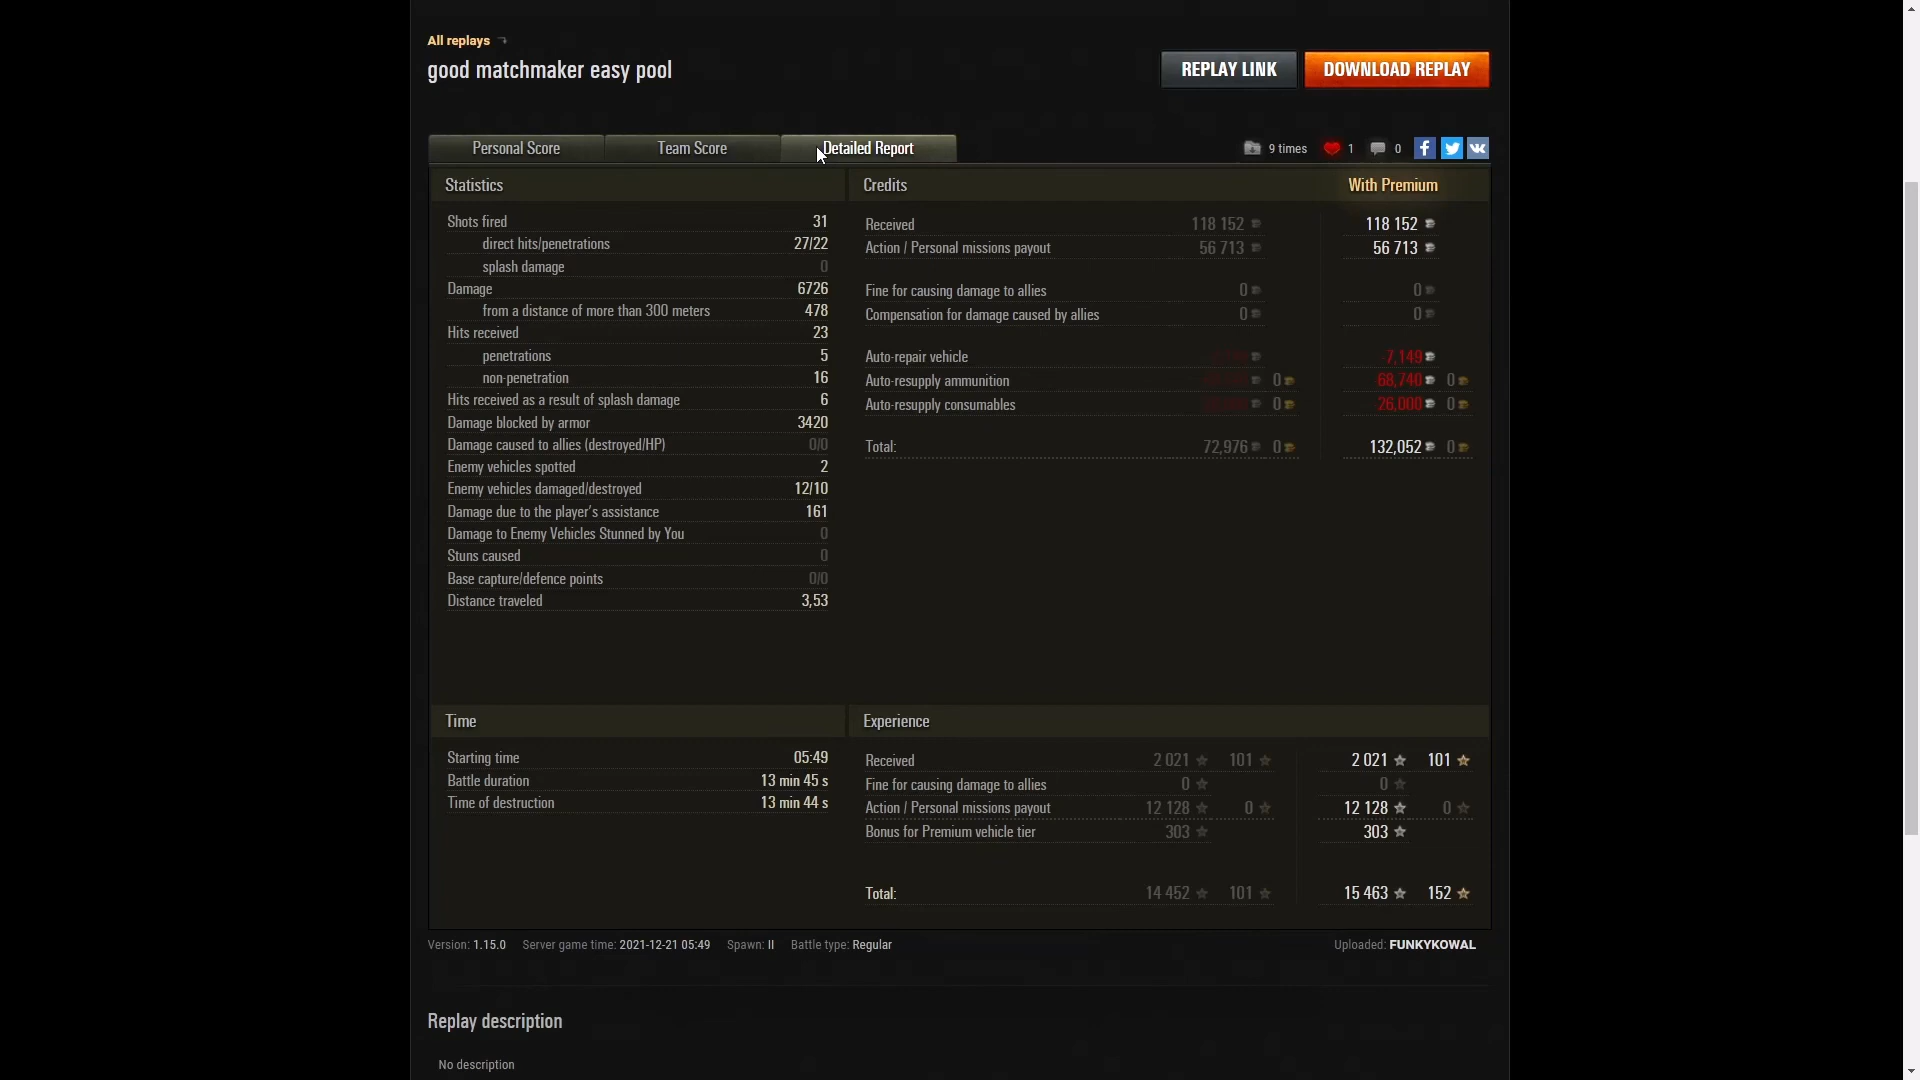 All replays
good matchmaker easy pool
REPLAY LINK
DOWNLOAD REPLAY
Personal Score
Team Score
Detailed Report
9 times
1
0
Statistics
Shots fired 31
direct hits/penetrations 27/22
splash damage 0
Damage 6726
from a distance of more than 300 meters 478
Hits received 23
penetrations 5
non-penetration 16
Hits received as a result of splash damage 6
Damage blocked by armor 3420
Damage caused to allies (destroyed/HP) 0/0
Enemy vehicles spotted 2
Enemy vehicles damaged/destroyed 12/10
Damage due to the player's assistance 161
Damage to Enemy Vehicles Stunned by You 0
Stuns caused 0
Base capture/defence points 0/0
Distance traveled 3,53
Credits With Premium
Received 118 152 118 152
Action / Personal missions payout 56 713 56 713
Fine for causing damage to allies 0 0
Compensation for damage caused by allies 0 0
Auto-repair vehicle -7,149
Auto-resupply ammunition 0 -68,740 0
Auto-resupply consumables 0 -26,000 0
Total: 72,976 0 132,052 0
Time
Starting time 05:49
Battle duration 13 min 45 s
Time of destruction 13 min 44 s
Experience
Received 2 021 101 2 021 101
Fine for causing damage to allies 0 0
Action / Personal missions payout 12 128 0 12 128 0
Bonus for Premium vehicle tier 303 303
Total: 14 452 101 15 463 152
Version: 1.15.0 Server game time: 2021-12-21 05:49 Spawn: II Battle type: Regular
Uploaded: FUNKYKOWAL
Replay description
No description